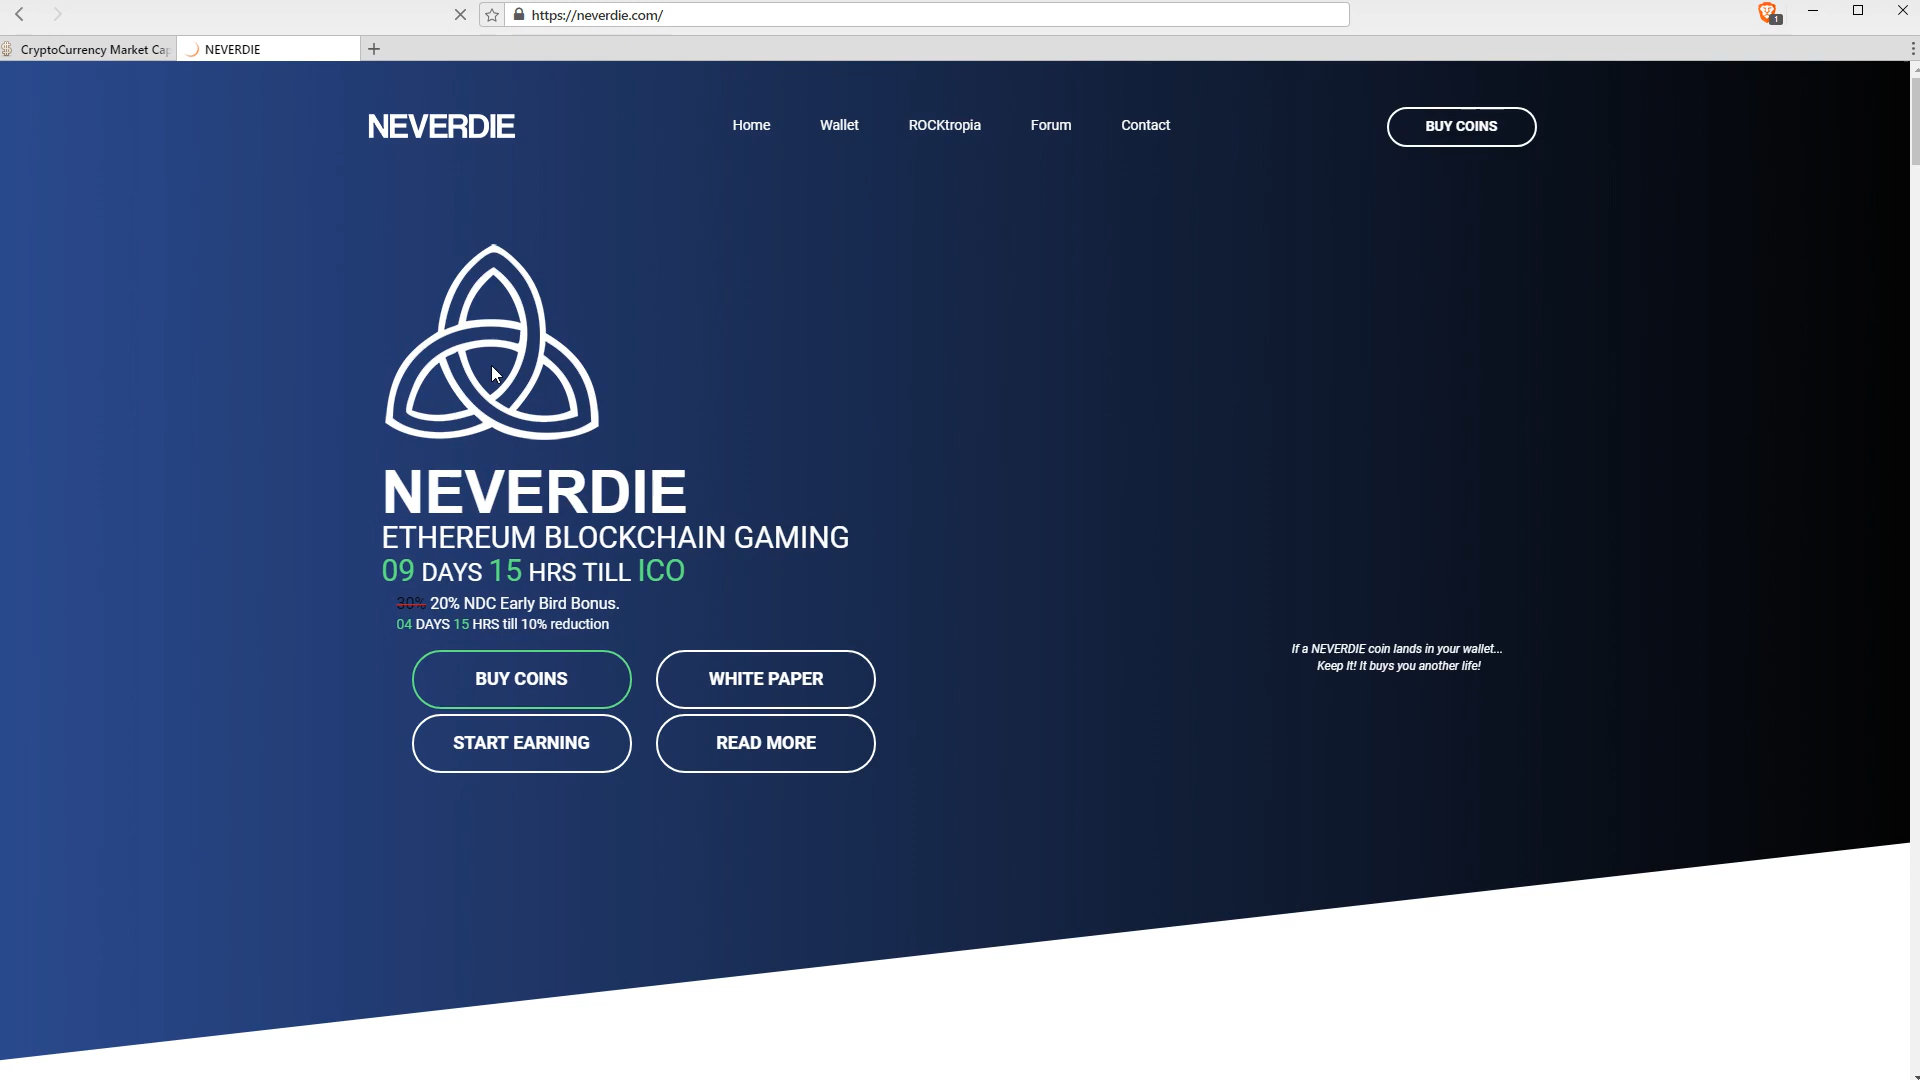 https://neverdie.com/
1
CryptoCurrency Market Cap
NEVERDIE
NEVERDIE
Home
Wallet
ROCKtropia
Forum
Contact
BUY COINS
NEVERDIE
ETHEREUM BLOCKCHAIN GAMING
09 DAYS 15 HRS TILL ICO
30% 20% NDC Early Bird Bonus.
04 DAYS 15 HRS till 10% reduction
If a NEVERDIE coin lands in your wallet...
Keep It! It buys you another life!
BUY COINS
WHITE PAPER
START EARNING
READ MORE